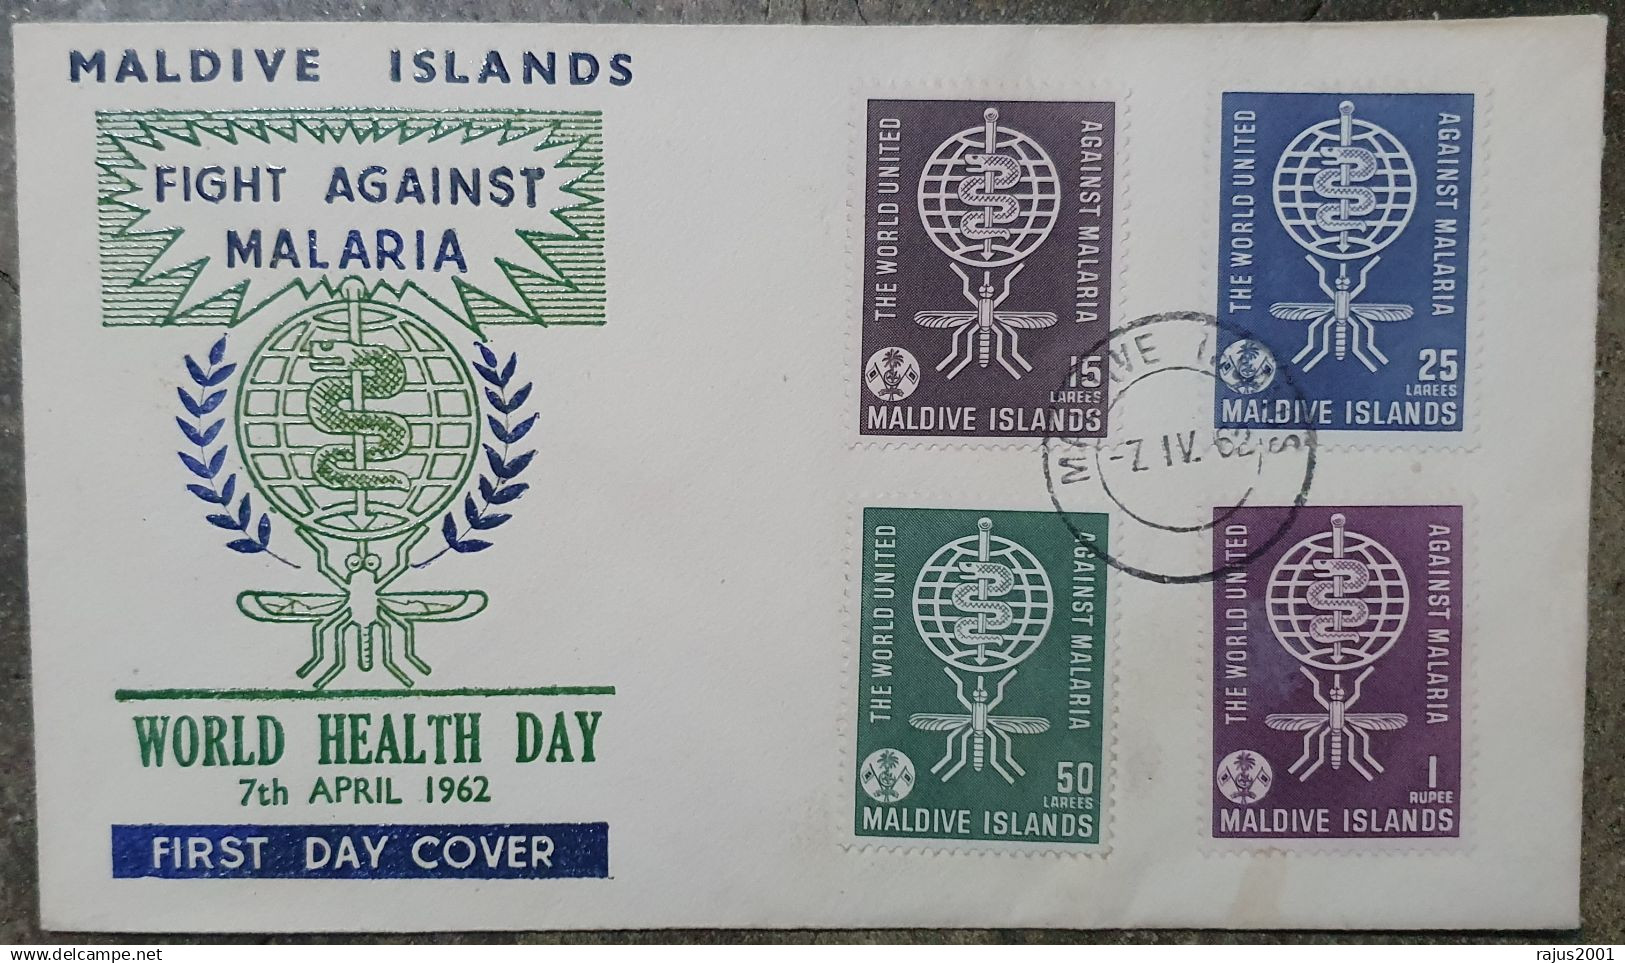 MALDIVE ISLANDS
FIGHT AGAINST
MALARIA
WORLD HEALTH DAY
7th APRIL 1962
FIRST DAY COVER
THE WORLD UNITED
AGAINST MALARIA
15
LAREES
MALDIVE ISLANDS
THE WORLD UNITED
AGAINST MALARIA
25
LAREES
MALDIVE ISLANDS
MALDIVE ISLANDS
-7 IV. 62
THE WORLD UNITED
AGAINST MALARIA
50
LAREES
MALDIVE ISLANDS
THE WORLD UNITED
AGAINST MALARIA
1
RUPEE
MALDIVE ISLANDS
delcampe.net
rajus2001